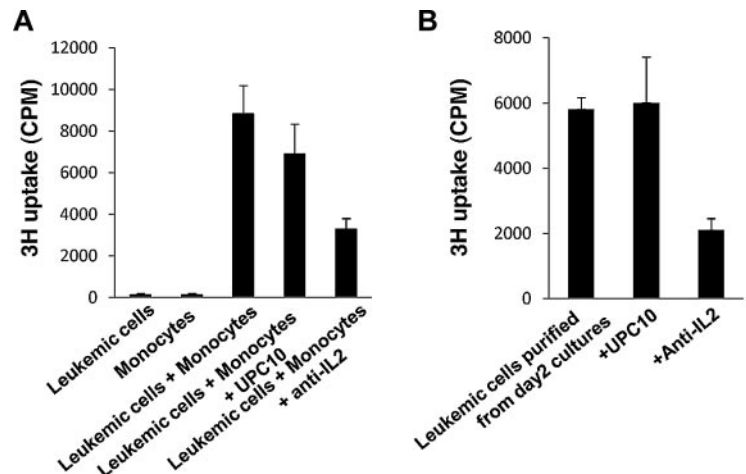 A
3H uptake (CPM)
12000
10000
8000
6000
4000
2000
0
Leukemic cells
Monocytes
Leukemic cells + Monocytes
Leukemic cells + Monocytes
+ UPC10
Leukemic cells + Monocytes
+ anti-IL2
B
3H uptake (CPM)
8000
6000
4000
2000
0
Leukemic cells purified
from day2 cultures
+UPC10
+Anti-IL2